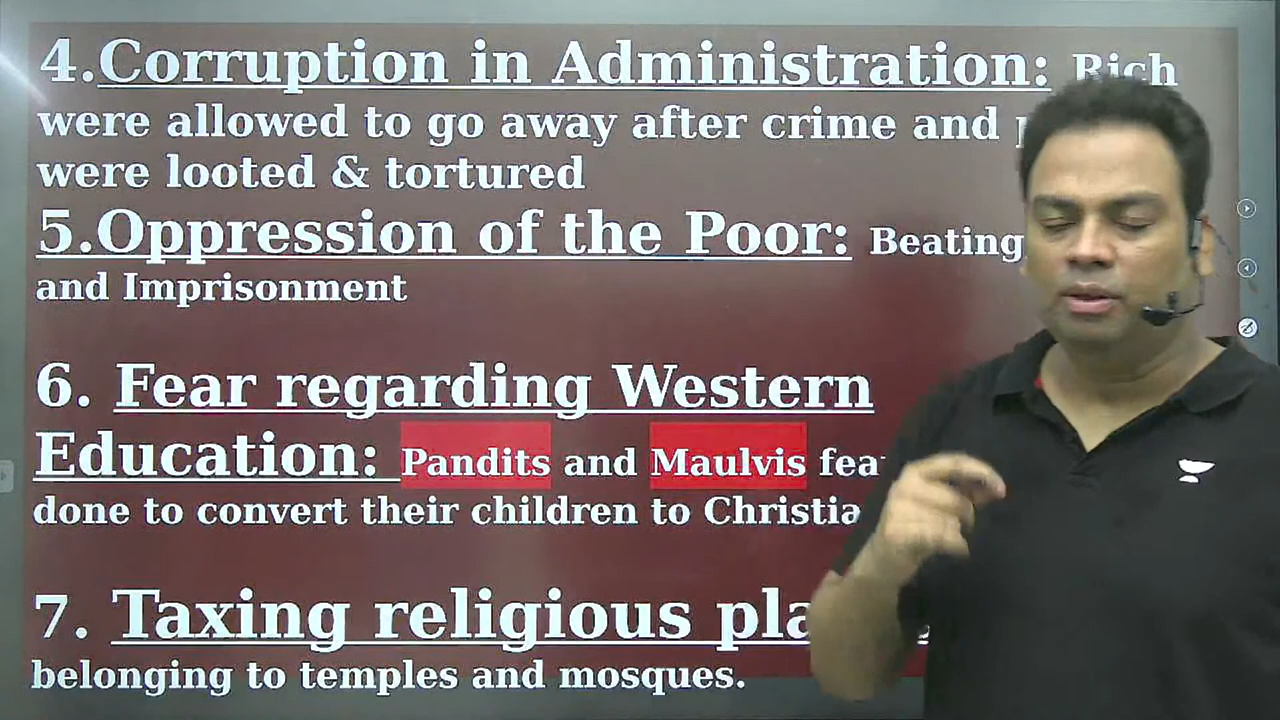 4.Corruption in Administration: Rich
were allowed to go away after crime and
were looted & tortured
5.Oppression of the Poor: Beating
and Imprisonment
6. Fear regarding Western
Education: Pandits and Maulvis
done to convert their children to
7. Taxing religious
belonging to temples and mosques.